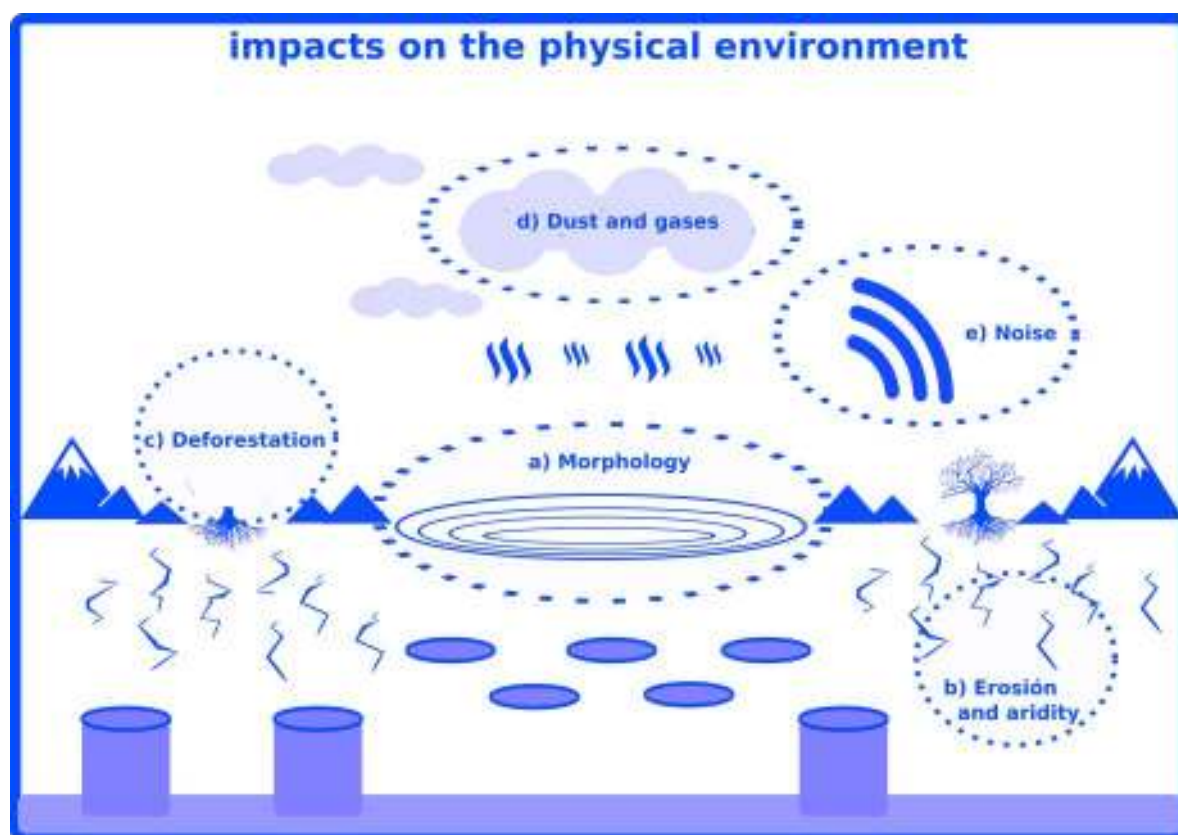 impacts on the physical environment
d) Dust and gases
e) Noise
c) Deforestation
a) Morphology
b) Erosión
and aridity